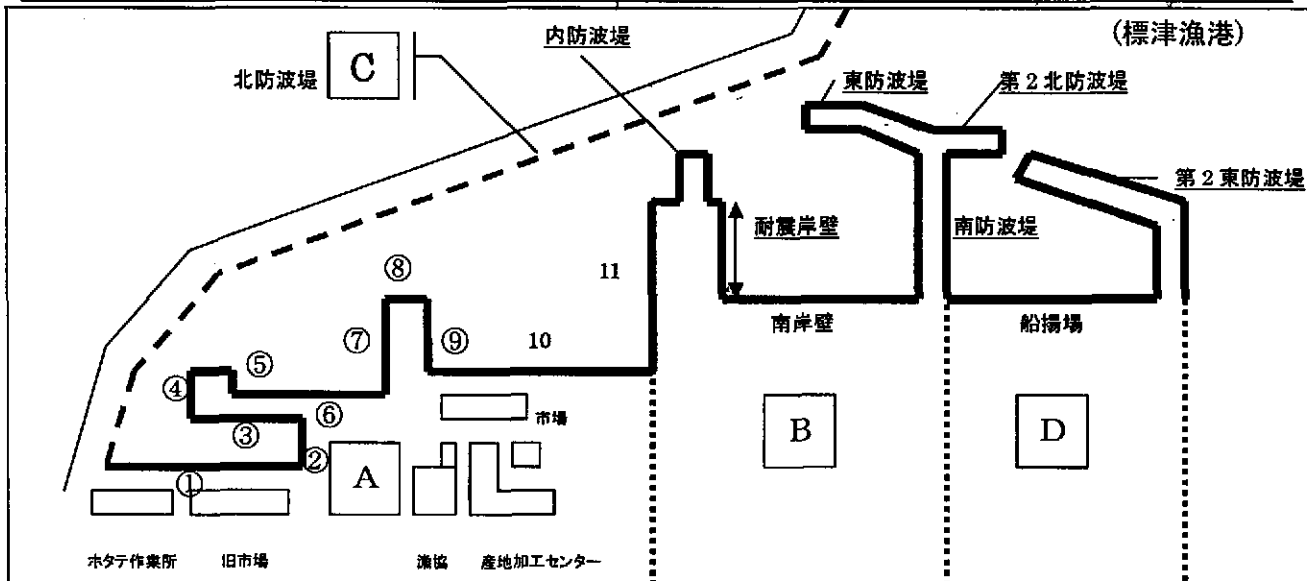 (標津漁港)
内防波堤
北防波堤
C
東防波堤
第2北防波堤
第2東防波堤
耐震岸壁
南防波堤
⑧
11
南岸壁
船揚場
⑦
⑨
10
⑤
④
⑥
市場
③
②
①
A
B
D
ホタテ作業所
旧市場
漁協
産地加工センター